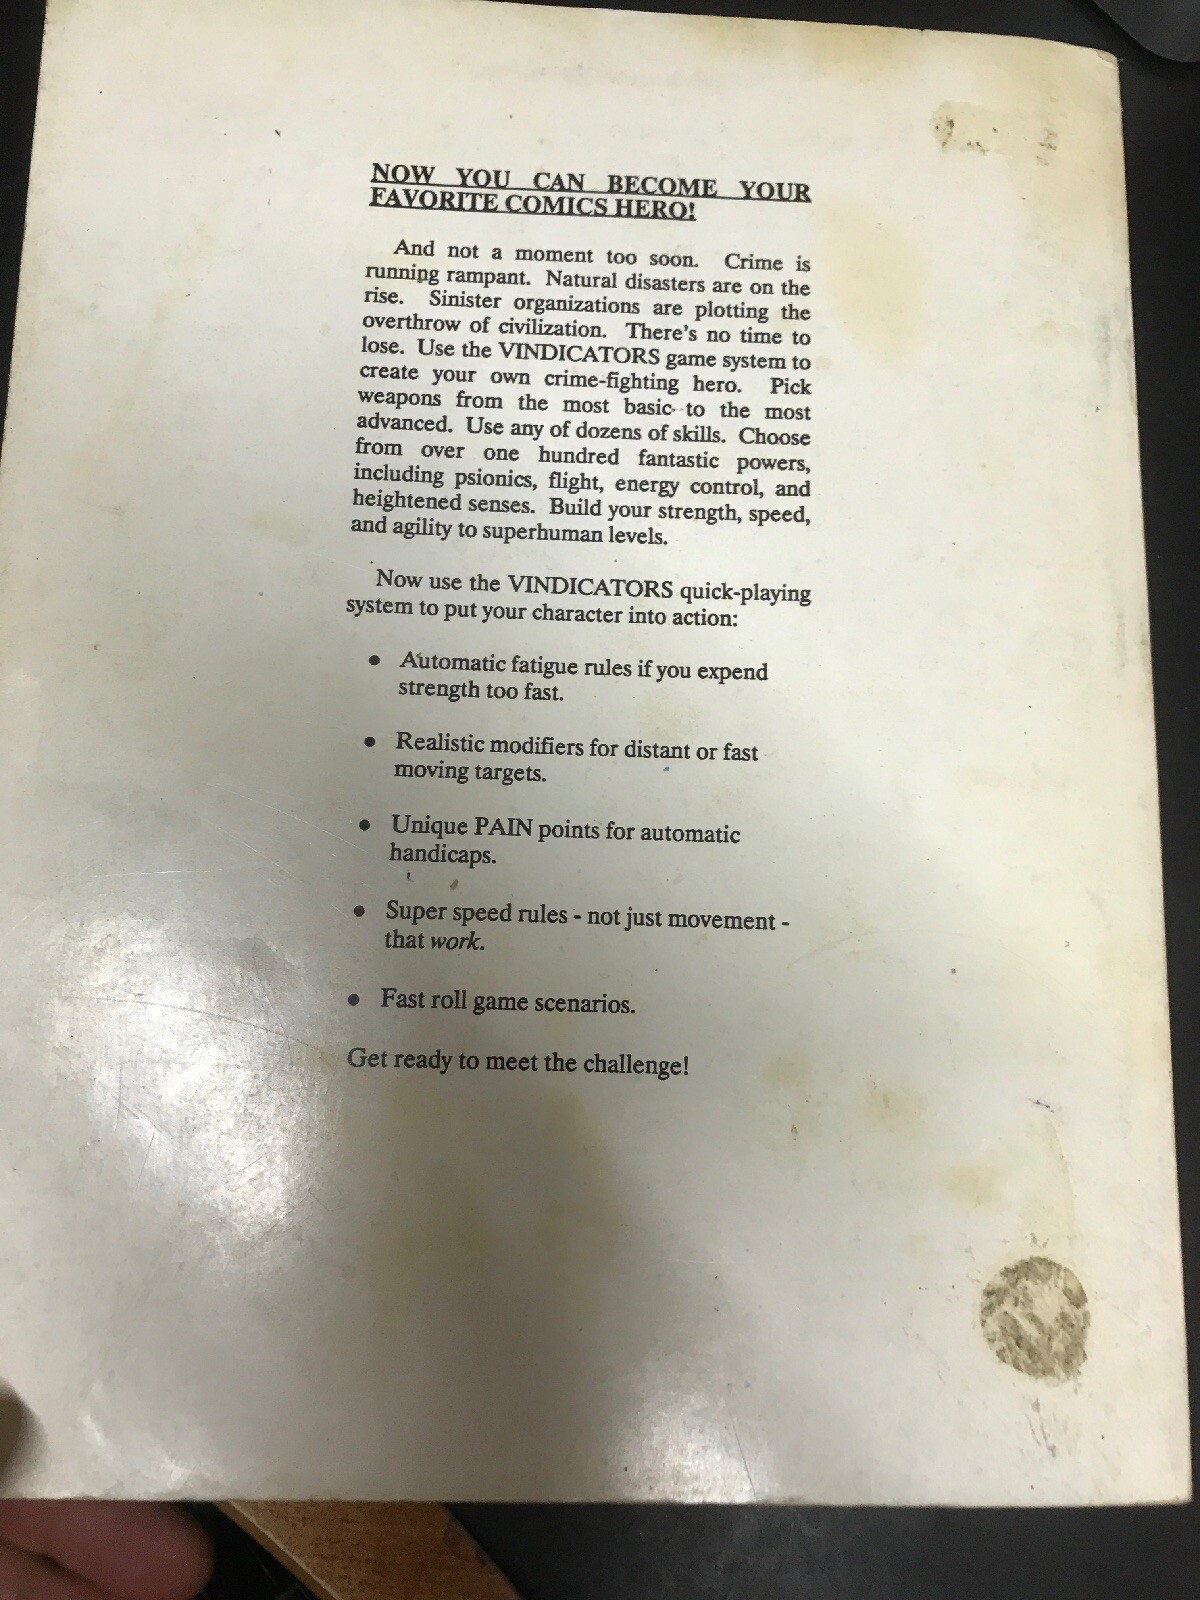 NOW YOU CAN BECOME YOUR
FAVORITE COMICS HERO!
And not a moment too soon. Crime is
running rampant. Natural disasters are on the
rise. Sinister organizations are plotting the
overthrow of civilization. There's no time to
lose. Use the VINDICATORS game system to
create your own crime-fighting hero. Pick
weapons from the most basic to the most
advanced. Use any of dozens of skills. Choose
from over one hundred fantastic powers,
including psionics, flight, energy control, and
heightened senses. Build your strength, speed,
and agility to superhuman levels.
Now use the VINDICATORS quick-playing
system to put your character into action:
• Automatic fatigue rules if you expend
strength too fast.
• Realistic modifiers for distant or fast
moving targets.
• Unique PAIN points for automatic
handicaps.
• Super speed rules - not just movement -
that work.
• Fast roll game scenarios.
Get ready to meet the challenge!